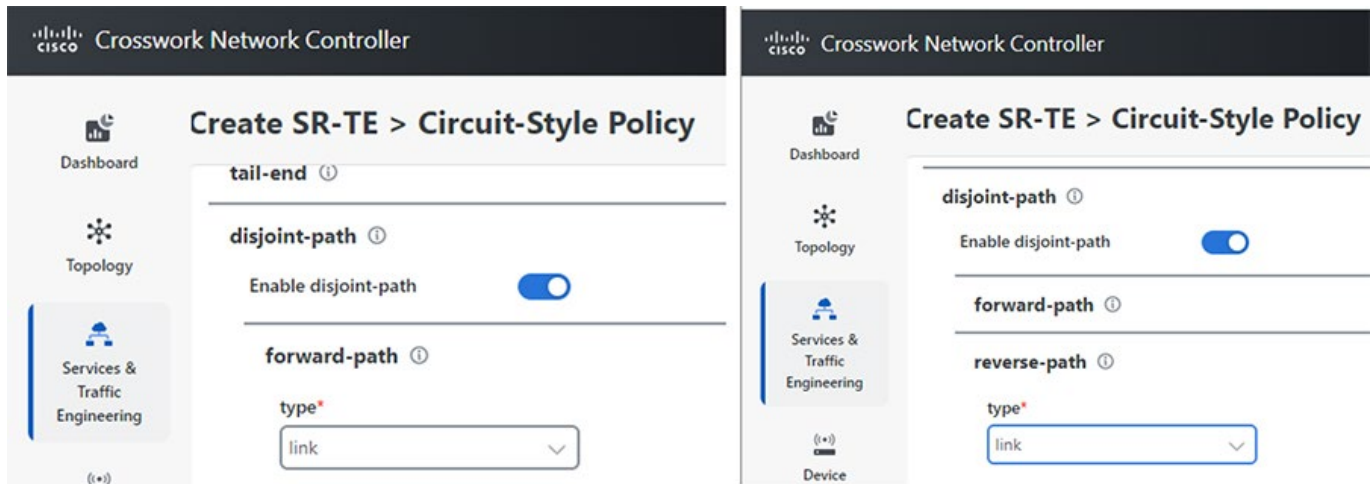 cisco Crosswork Network Controller
Dashboard
Topology
Services &
Traffic
Engineering
Create SR-TE > Circuit-Style Policy
tail-end
disjoint-path
Enable disjoint-path
forward-path
type*
link
cisco Crosswork Network Controller
Dashboard
Topology
Services &
Traffic
Engineering
Device
Create SR-TE > Circuit-Style Policy
disjoint-path
Enable disjoint-path
forward-path
reverse-path
type*
link